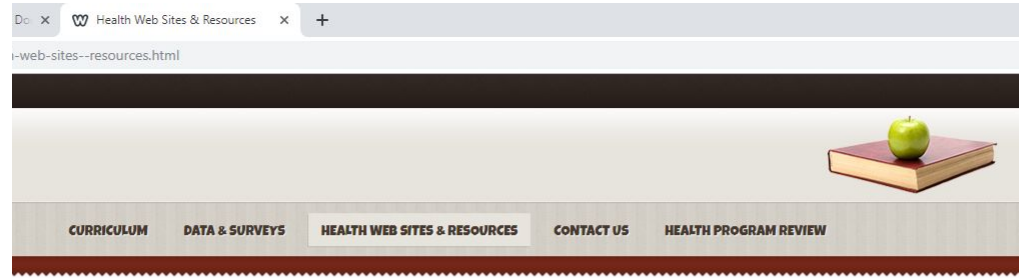 Do
Health Web Sites & Resources
-web-sites--resources.html
CURRICULUM DATA & SURVEYS HEALTH WEB SITES & RESOURCES CONTACT US HEALTH PROGRAM REVIEW